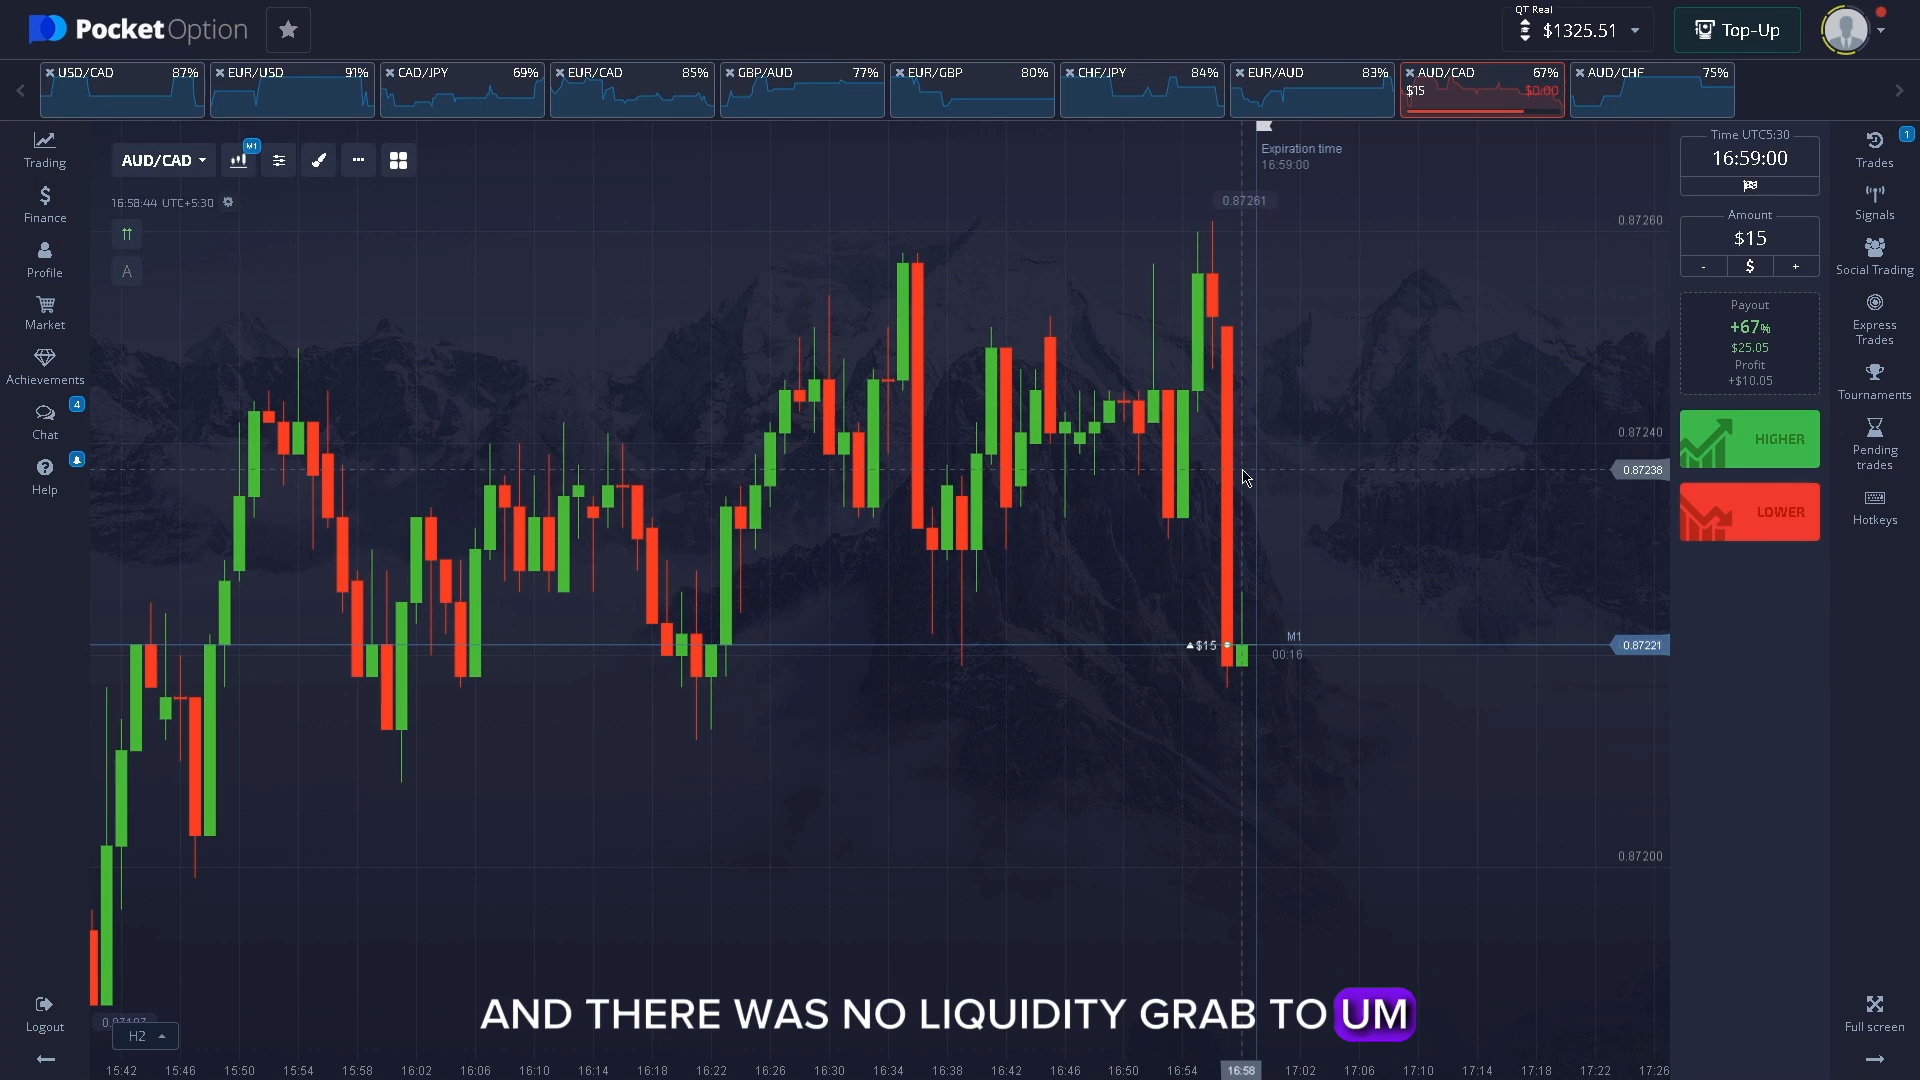 PocketOption
QT Real
$1325.51
Top-Up
USD/CAD 87%
EUR/USD 91%
CAD/JPY 69%
EUR/CAD 85%
GBP/AUD 77%
EUR/GBP 80%
CHF/JPY 84%
EUR/AUD 83%
AUD/CAD 67%
$15 $0.00
AUD/CHF 75%
Trading
Finance
Profile
Market
Achievements
4
Chat
Help
Logout
AUD/CAD
M1
16:58:44 UTC+5:30
A
Expiration time
16:59:00
0.87261
0.87260
0.87240
0.87238
0.87221
0.87200
$15
M1
00:16
H2
AND THERE WAS NO LIQUIDITY GRAB TO UM
15:42 15:46 15:50 15:54 15:58 16:02 16:06 16:10 16:14 16:18 16:22 16:26 16:30 16:34 16:38 16:42 16:46 16:50 16:54 16:58 17:02 17:06 17:10 17:14 17:18 17:22 17:26
Time UTC5:30
16:59:00
Amount
$15
- $ +
Payout
+67%
$25.05
Profit
+$10.05
HIGHER
LOWER
1
Trades
Signals
Social Trading
Express
Trades
Tournaments
Pending
trades
Hotkeys
Full screen